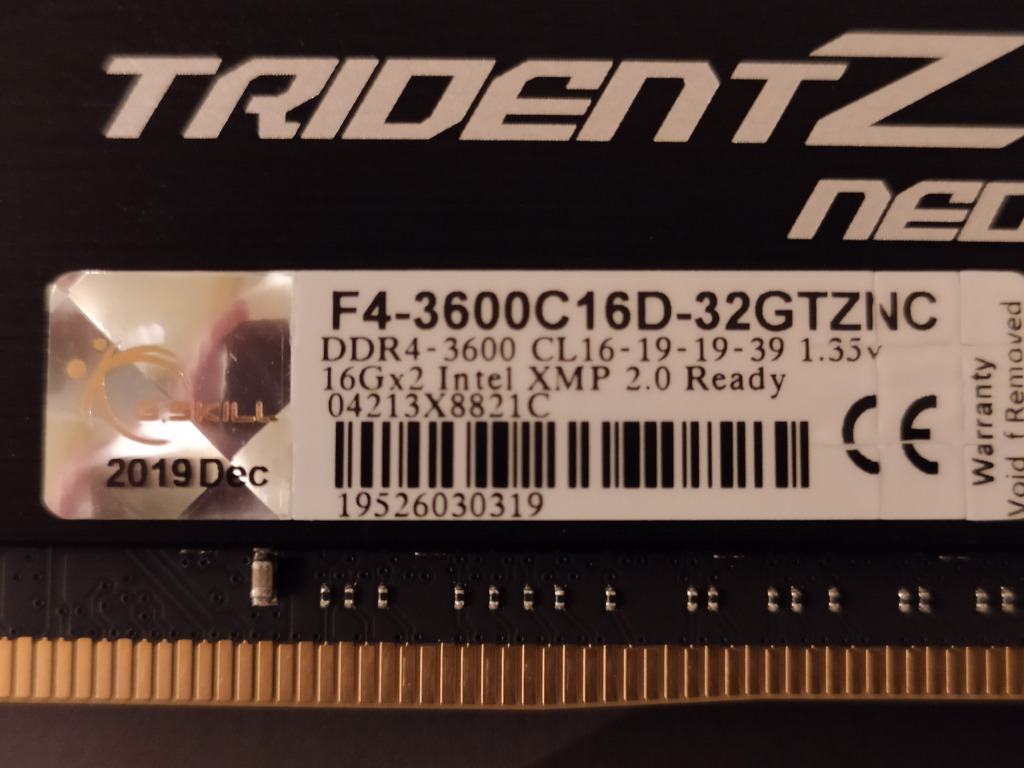 TRIDENT Z
NEO
F4-3600C16D-32GTZNC
DDR4-3600 CL16-19-19-39 1.35v
16Gx2 Intel XMP 2.0 Ready
04213X8821C
19526030319
G.SKILL
2019 Dec
CE
Warranty
Void If Removed